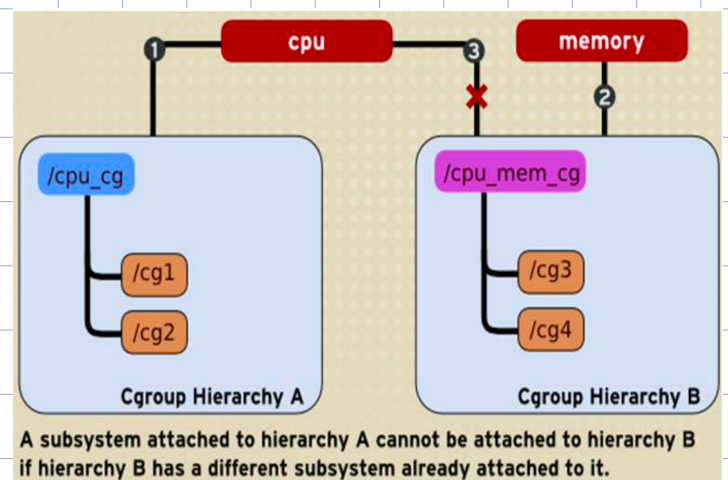 cpu
memory
1
3
2
/cpu_cg
/cpu_mem_cg
/cg1
/cg3
/cg2
/cg4
Cgroup Hierarchy A
Cgroup Hierarchy B
A subsystem attached to hierarchy A cannot be attached to hierarchy B
if hierarchy B has a different subsystem already attached to it.